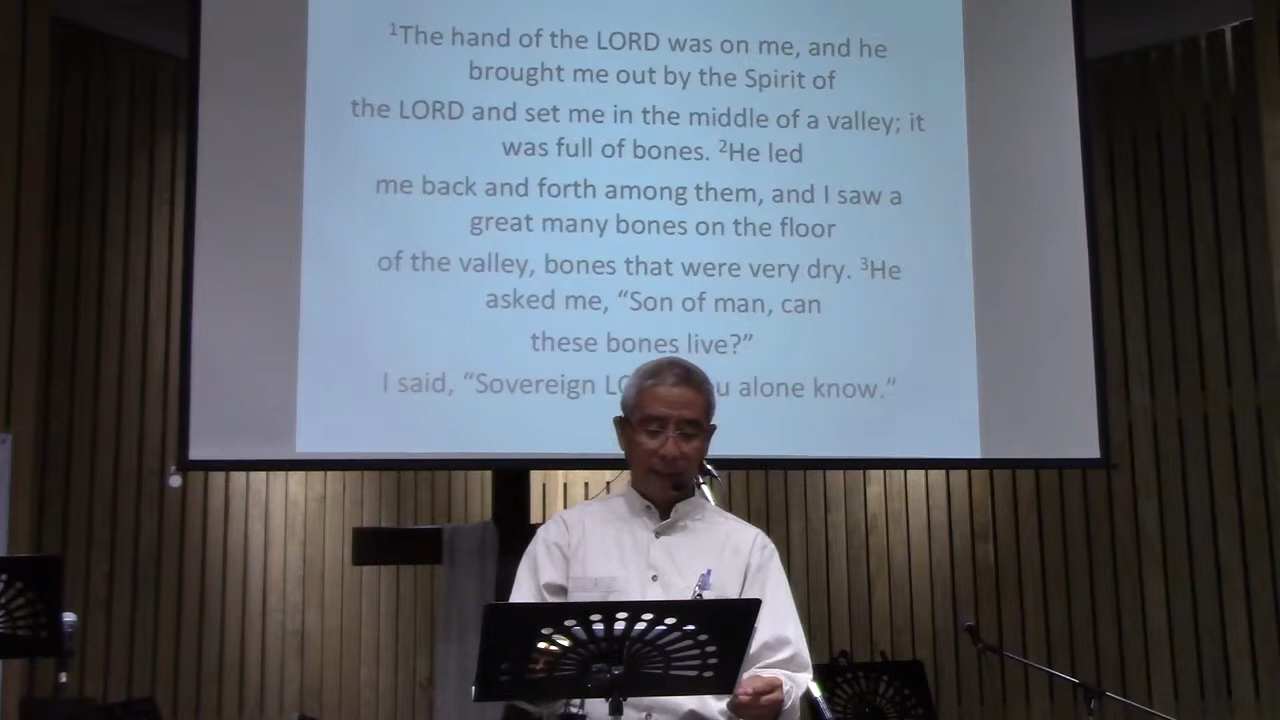 ¹The hand of the LORD was on me, and he
brought me out by the Spirit of
the LORD and set me in the middle of a valley; it
was full of bones. ²He led
me back and forth among them, and I saw a
great many bones on the floor
of the valley, bones that were very dry. ³He
asked me, “Son of man, can
these bones live?”
I said, “Sovereign alone know.”